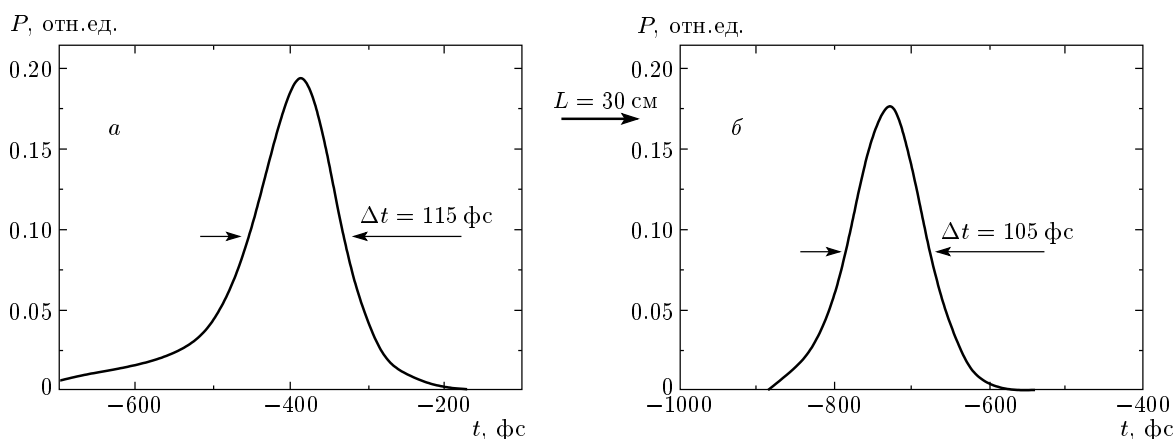 P, отн.ед.
0.20
0.15
0.10
0.05
0
а
Δt = 115 фс
−600
−400
−200
t, фс
L = 30 см
P, отн.ед.
0.20
0.15
0.10
0.05
0
б
Δt = 105 фс
−1000
−800
−600
−400
t, фс